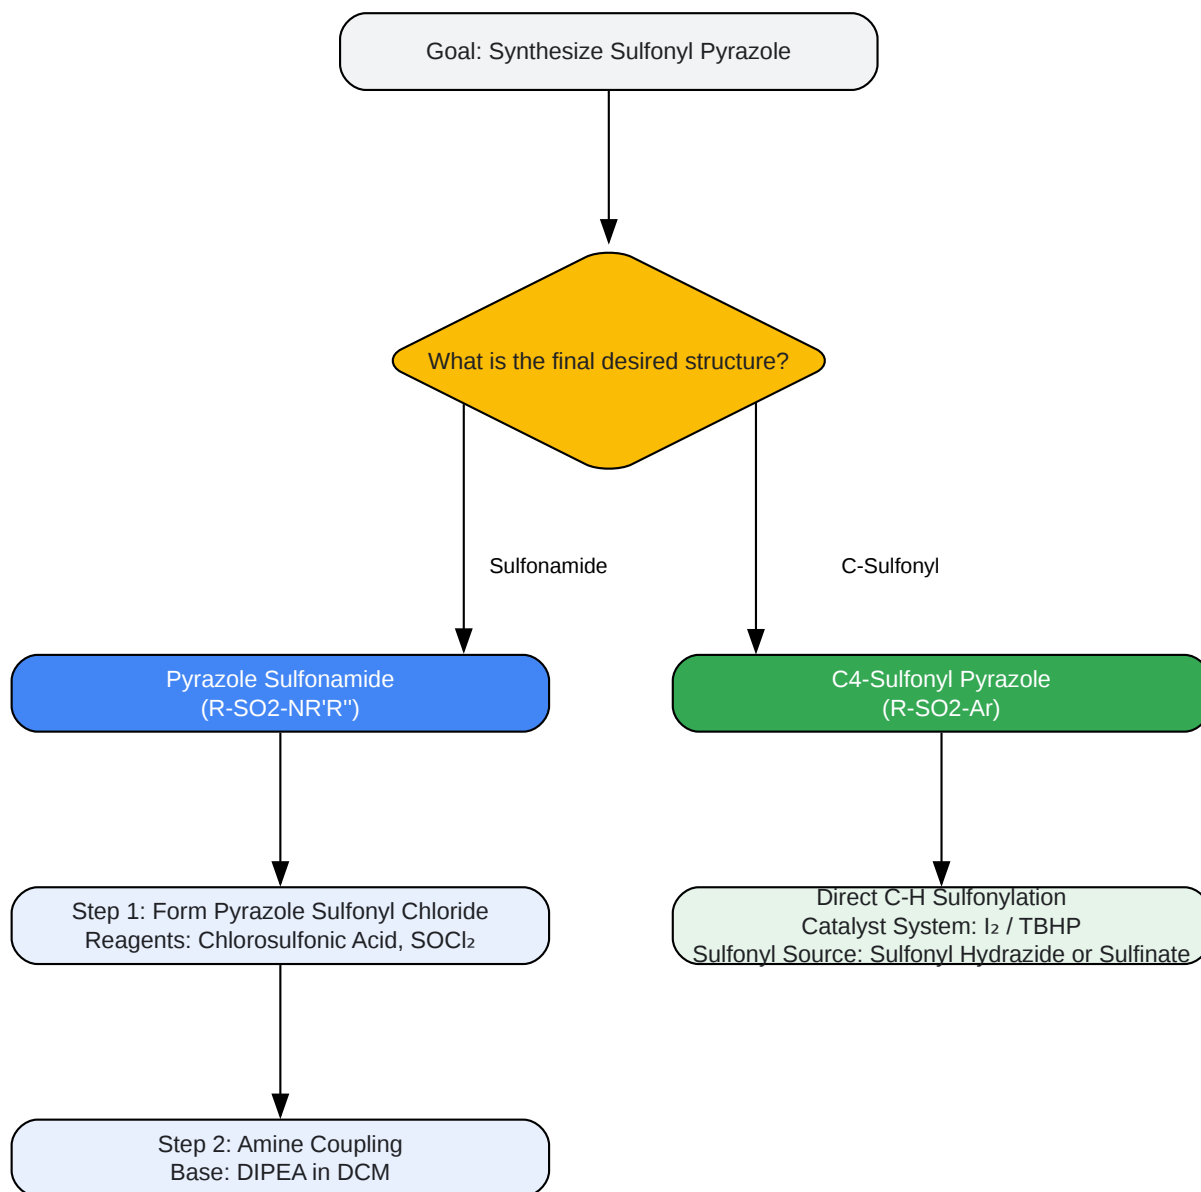 Goal: Synthesize Sulfonyl Pyrazole
What is the final desired structure?
Sulfonamide
C-Sulfonyl
Pyrazole Sulfonamide
(R-SO2-NR'R'')
C4-Sulfonyl Pyrazole
(R-SO2-Ar)
Step 1: Form Pyrazole Sulfonyl Chloride
Reagents: Chlorosulfonic Acid, SOCl₂
Direct C-H Sulfonylation
Catalyst System: I₂ / TBHP
Sulfonyl Source: Sulfonyl Hydrazide or Sulfinate
Step 2: Amine Coupling
Base: DIPEA in DCM